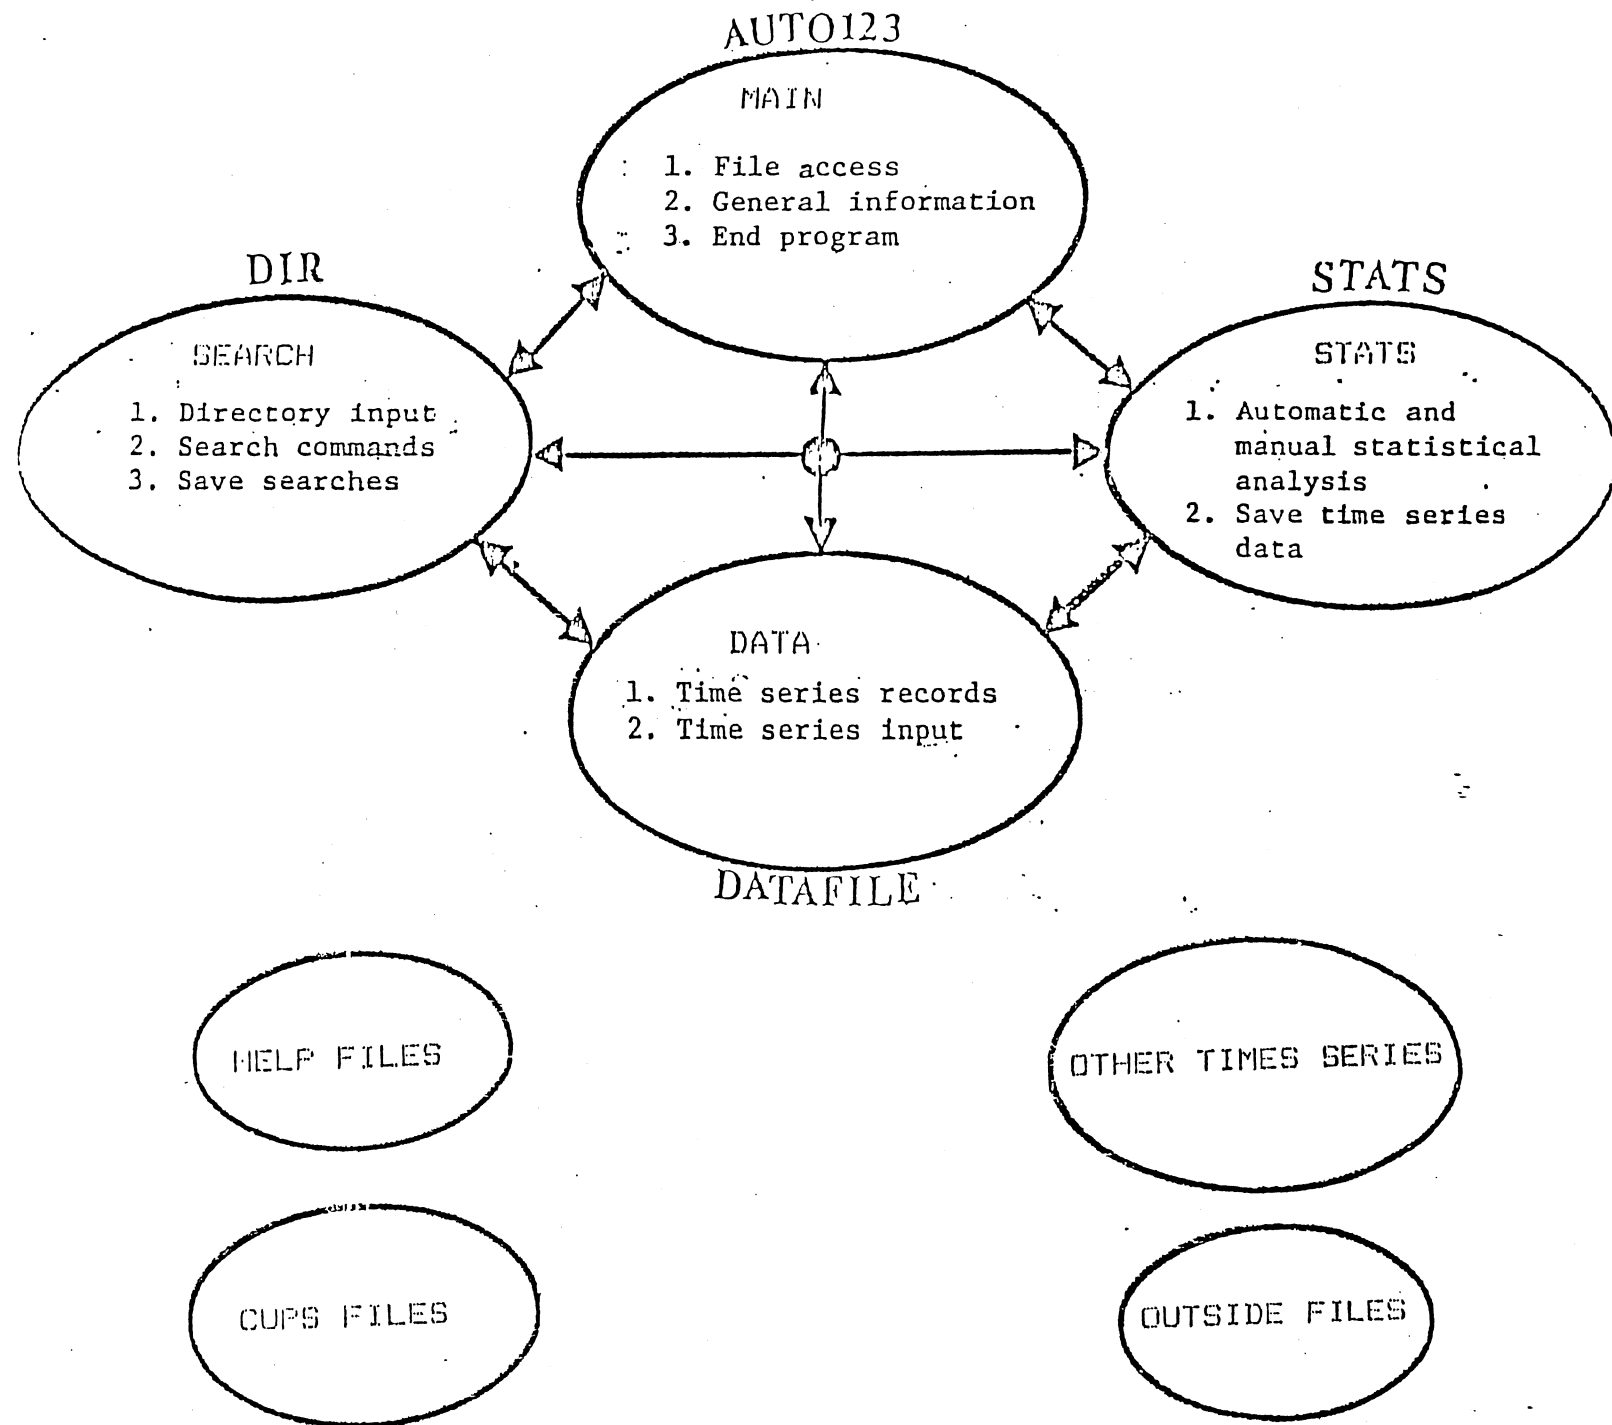 AUTO123
MAIN
1. File access
2. General information
3. End program
DIR
SEARCH
1. Directory input
2. Search commands
3. Save searches
STATS
STATS
1. Automatic and
manual statistical
analysis
2. Save time series
data
DATA
1. Time series records
2. Time series input
DATAFILE
HELP FILES
OTHER TIMES SERIES
CUPS FILES
OUTSIDE FILES